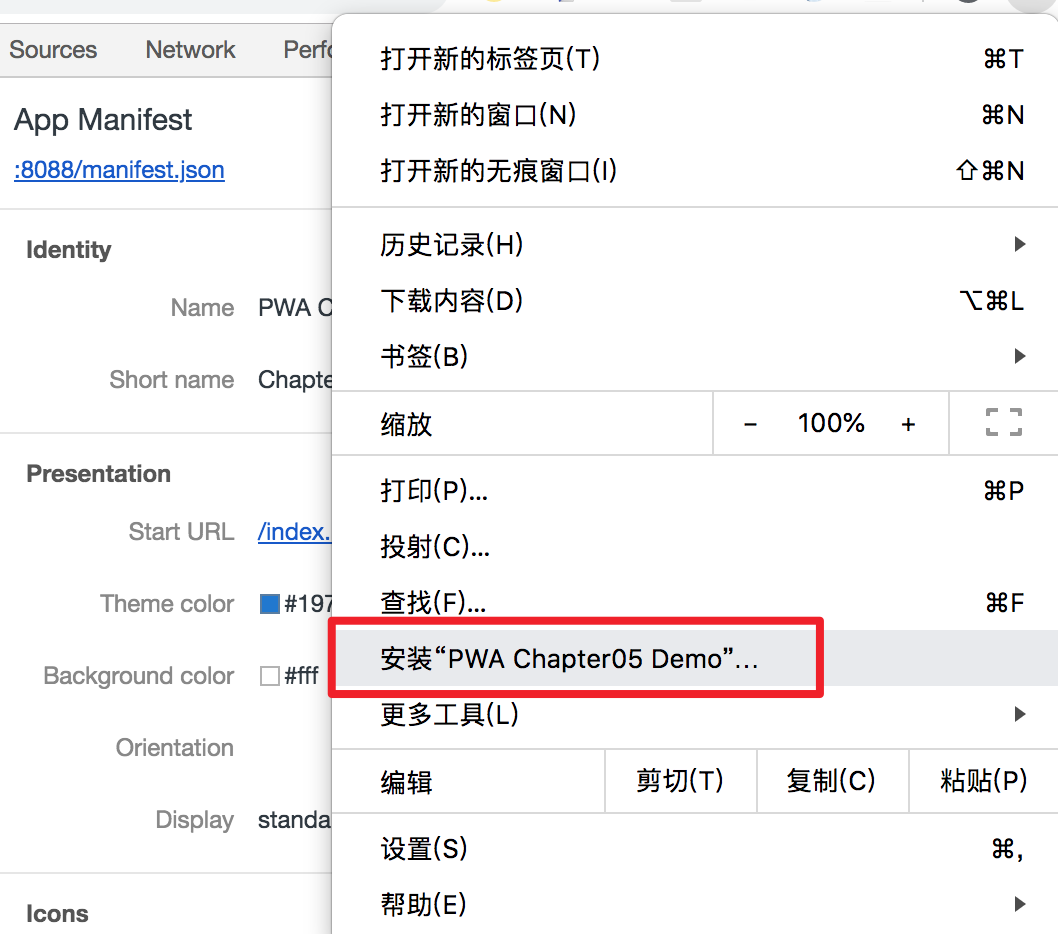 Sources Network Perfo
App Manifest
:8088/manifest.json
Identity
Name PWA C
Short name Chapte
Presentation
Start URL /index.
Theme color #197
Background color #fff
Orientation
Display standa
Icons
打开新的标签页(T) ⌘T
打开新的窗口(N) ⌘N
打开新的无痕窗口(I) ⇧⌘N
历史记录(H)
下载内容(D) ⌥⌘L
书签(B)
缩放 − 100% +
打印(P)... ⌘P
投射(C)...
查找(F)... ⌘F
安装“PWA Chapter05 Demo”...
更多工具(L)
编辑 剪切(T) 复制(C) 粘贴(P)
设置(S) ⌘,
帮助(E)